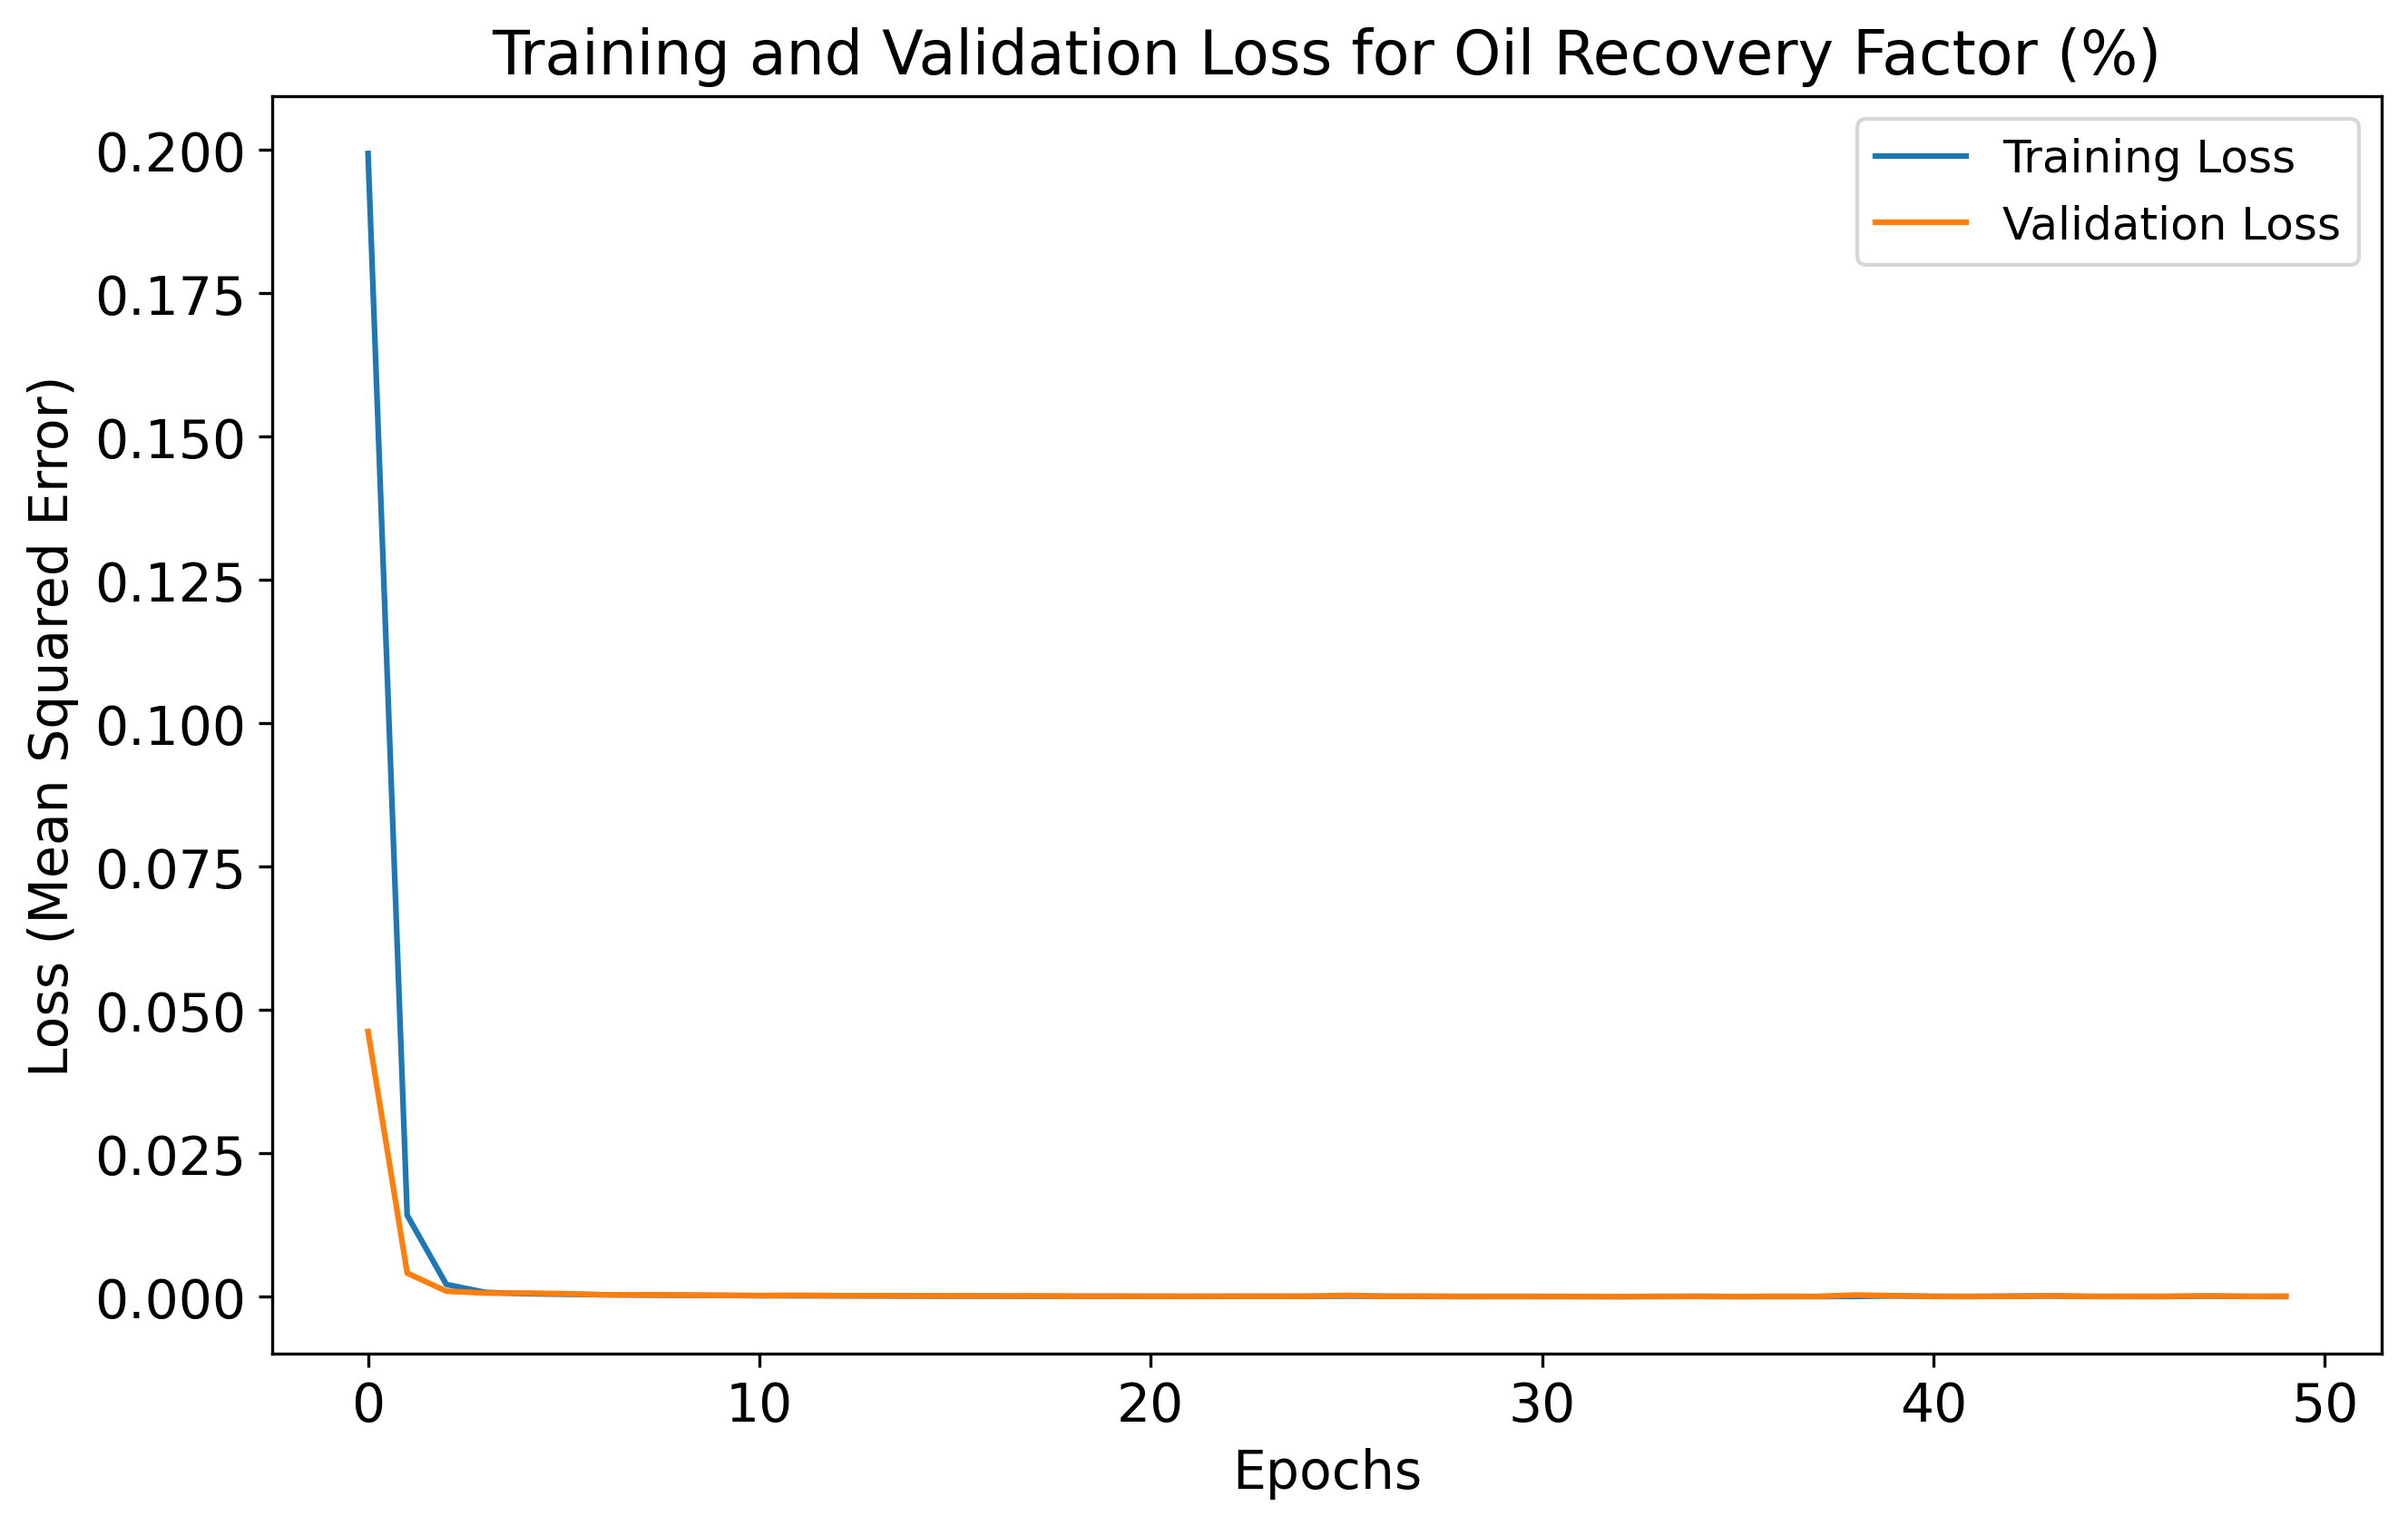 Training and Validation Loss for Oil Recovery Factor (%)
Training Loss
Validation Loss
Loss (Mean Squared Error)
0.200
0.175
0.150
0.125
0.100
0.075
0.050
0.025
0.000
0 10 20 30 40 50
Epochs